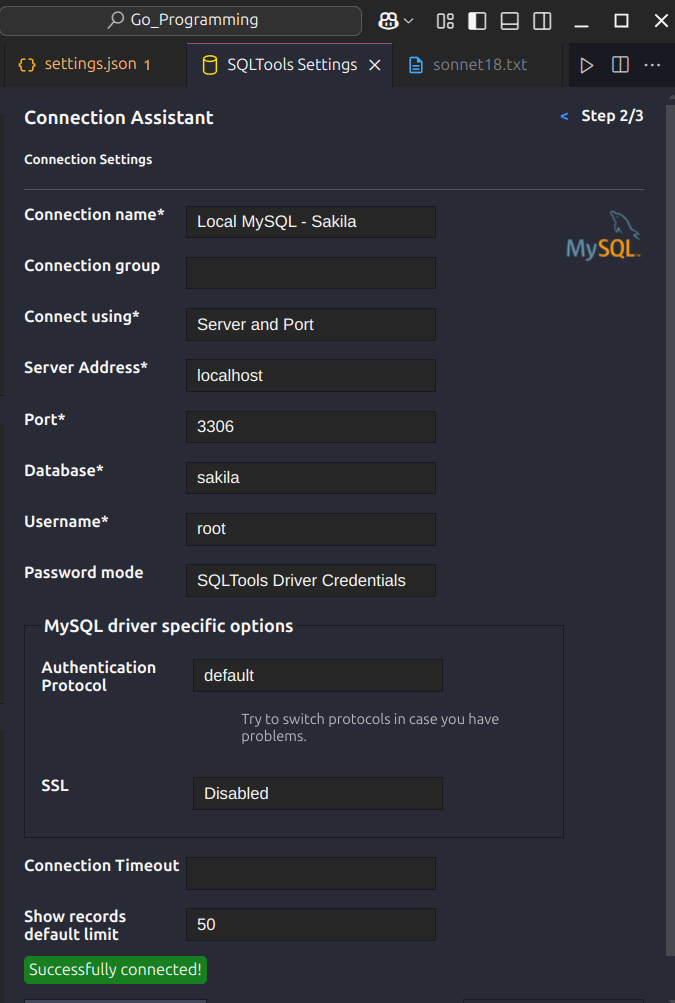 Go_Programming
{} settings.json 1
SQLTools Settings
sonnet18.txt
Connection Assistant
< Step 2/3
Connection Settings
Connection name* Local MySQL - Sakila
MySQL™
Connection group
Connect using* Server and Port
Server Address* localhost
Port* 3306
Database* sakila
Username* root
Password mode SQLTools Driver Credentials
MySQL driver specific options
Authentication
Protocol
default
Try to switch protocols in case you have
problems.
SSL Disabled
Connection Timeout
Show records
default limit
50
Successfully connected!